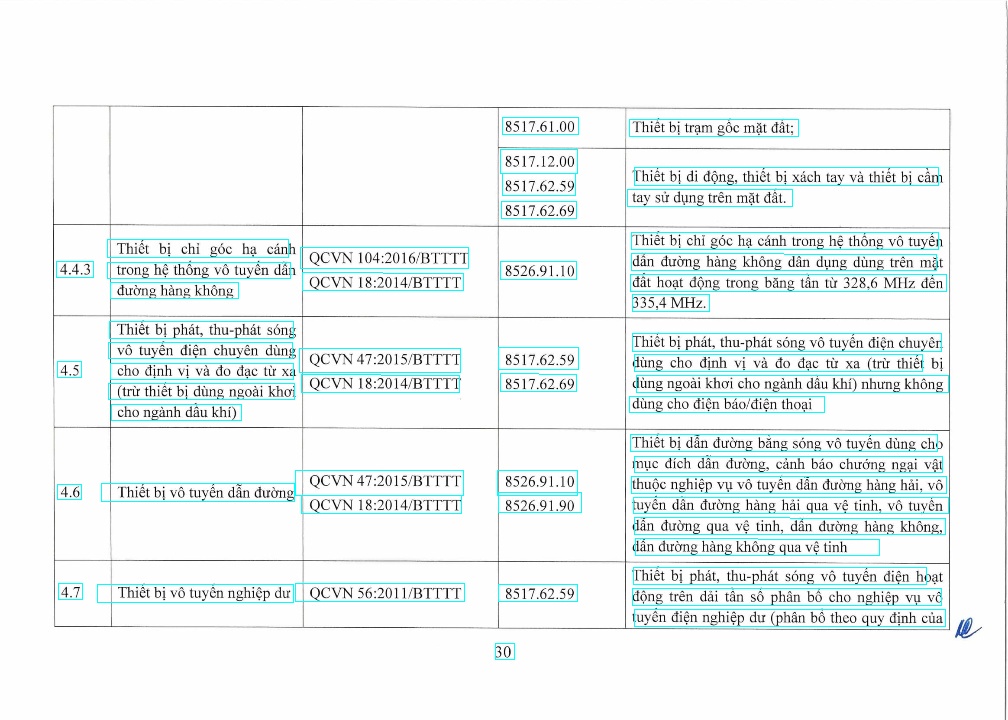 8517.61.00
Thiết bị trạm gốc mặt đất;
8517.12.00
8517.62.59
8517.62.69
Thiết bị di động, thiết bị xách tay và thiết bị cầm
tay sử dụng trên mặt đất.
4.4.3
Thiết bị chỉ góc hạ cánh
trong hệ thống vô tuyến dẫn
đường hàng không
QCVN 104:2016/BTTTT
QCVN 18:2014/BTTTT
8526.91.10
Thiết bị chỉ góc hạ cánh trong hệ thống vô tuyến
dẫn đường hàng không dân dụng dùng trên mặt
đất hoạt động trong băng tần từ 328,6 MHz đến
335,4 MHz.
4.5
Thiết bị phát, thu-phát sóng
vô tuyến điện chuyên dùng
cho định vị và đo đạc từ xa
(trừ thiết bị dùng ngoài khơi
cho ngành dầu khí)
QCVN 47:2015/BTTTT
QCVN 18:2014/BTTTT
8517.62.59
8517.62.69
Thiết bị phát, thu-phát sóng vô tuyến điện chuyên
dùng cho định vị và đo đạc từ xa (trừ thiết bị
dùng ngoài khơi cho ngành dầu khí) nhưng không
dùng cho điện báo/điện thoại
4.6
Thiết bị vô tuyến dẫn đường
QCVN 47:2015/BTTTT
QCVN 18:2014/BTTTT
8526.91.10
8526.91.90
Thiết bị dẫn đường bằng sóng vô tuyến dùng cho
mục đích dẫn đường, cảnh báo chướng ngại vật
thuộc nghiệp vụ vô tuyến dẫn đường hàng hải, vô
tuyến dẫn đường hàng hải qua vệ tinh, vô tuyến
dẫn đường qua vệ tinh, dẫn đường hàng không,
dẫn đường hàng không qua vệ tinh
4.7
Thiết bị vô tuyến nghiệp dư
QCVN 56:2011/BTTTT
8517.62.59
Thiết bị phát, thu-phát sóng vô tuyến điện hoạt
động trên dải tần số phân bổ cho nghiệp vụ vô
tuyến điện nghiệp dư (phân bổ theo quy định của
30